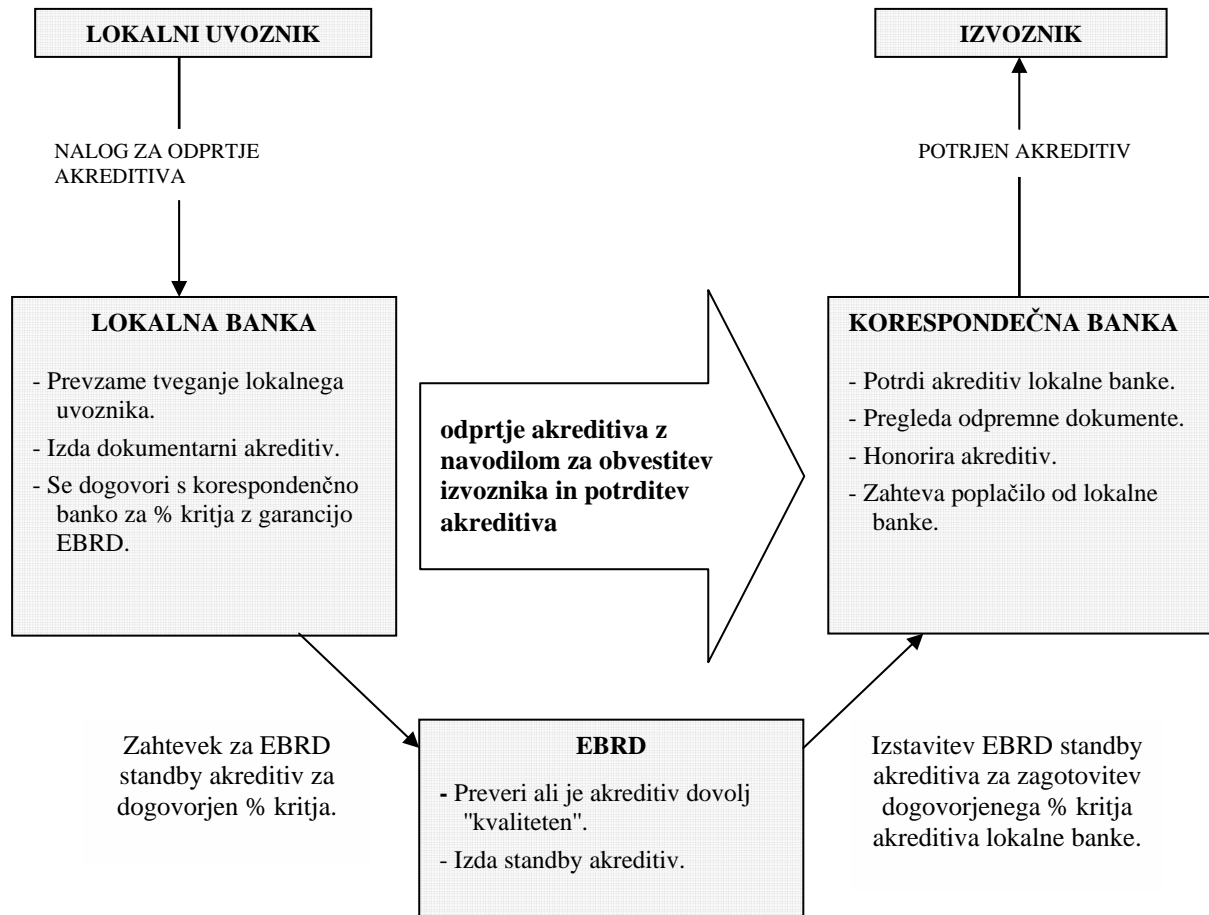 LOKALNI UVOZNIK
IZVOZNIK
NALOG ZA ODPRTJE
AKREDITIVA
POTRJEN AKREDITIV
LOKALNA BANKA
- Prevzame tveganje lokalnega
uvoznika.
- Izda dokumentarni akreditiv.
- Se dogovori s korespondenčno
banko za % kritja z garancijo
EBRD.
odprtje akreditiva z
navodilom za obvestitev
izvoznika in potrditev
akreditiva
KORESPONDEČNA BANKA
- Potrdi akreditiv lokalne banke.
- Pregleda odpremne dokumente.
- Honorira akreditiv.
- Zahteva poplačilo od lokalne
banke.
Zahtevek za EBRD
standby akreditiv za
dogovorjen % kritja.
EBRD
- Preveri ali je akreditiv dovolj
"kvaliteten".
- Izda standby akreditiv.
Izstavitev EBRD standby
akreditiva za zagotovitev
dogovorjenega % kritja
akreditiva lokalne banke.